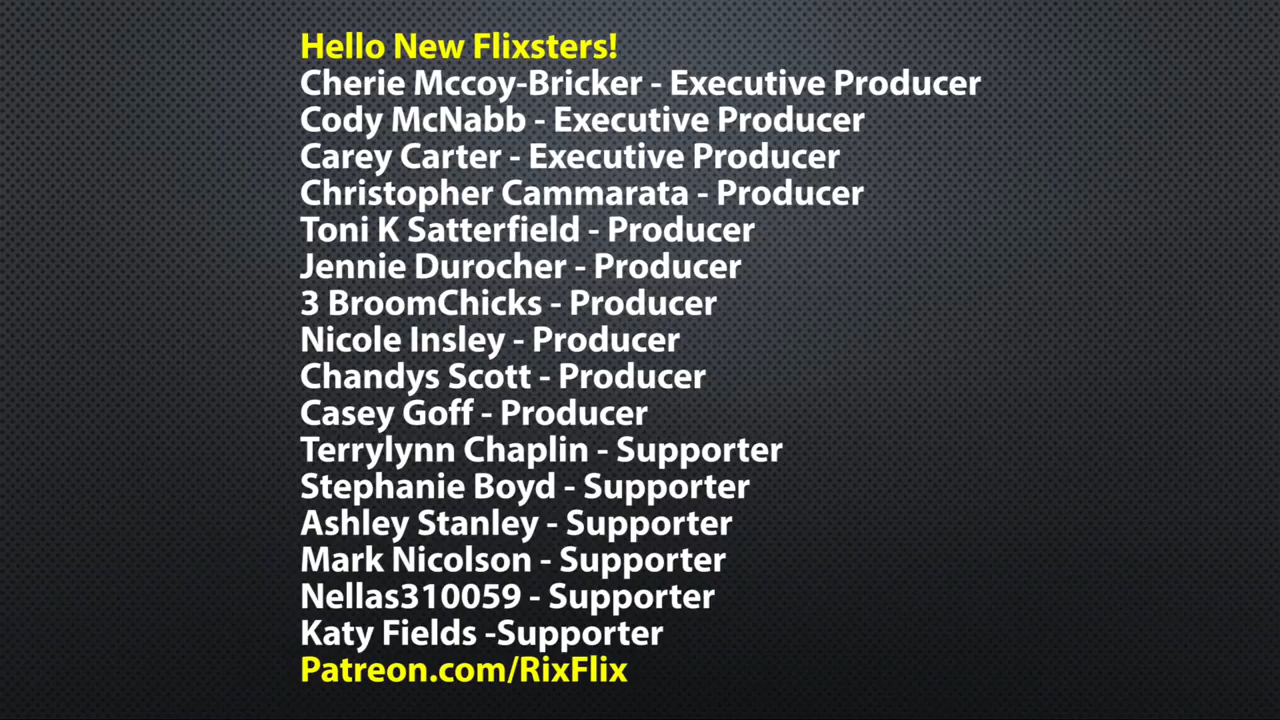 Hello New Flixsters!
Cherie Mccoy-Bricker - Executive Producer
Cody McNabb - Executive Producer
Carey Carter - Executive Producer
Christopher Cammarata - Producer
Toni K Satterfield - Producer
Jennie Durocher - Producer
3 BroomChicks - Producer
Nicole Insley - Producer
Chandys Scott - Producer
Casey Goff - Producer
Terrylynn Chaplin - Supporter
Stephanie Boyd - Supporter
Ashley Stanley - Supporter
Mark Nicolson - Supporter
Nellas310059 - Supporter
Katy Fields -Supporter
Patreon.com/RixFlix